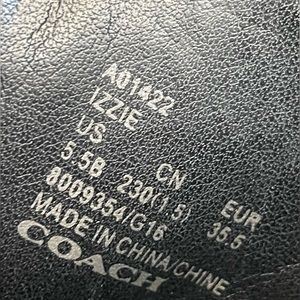 A01422
IZZIE
US CN EUR
5.5B 230(1.5) 35.5
8009354/G16
MADE IN CHINA/CHINE
COACH